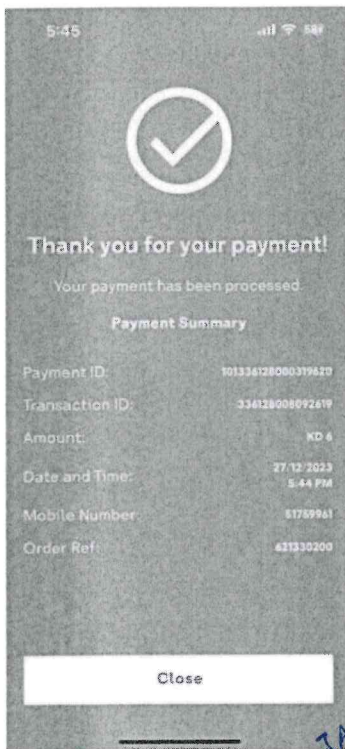 5:45
Thank you for your payment!
Your payment has been processed.
Payment Summary
Payment ID: 101336128000319620
Transaction ID: 336128008092619
Amount: KD 6
Date and Time: 27/12/2023
5:44 PM
Mobile Number: 51759961
Order Ref: 621330200
Close